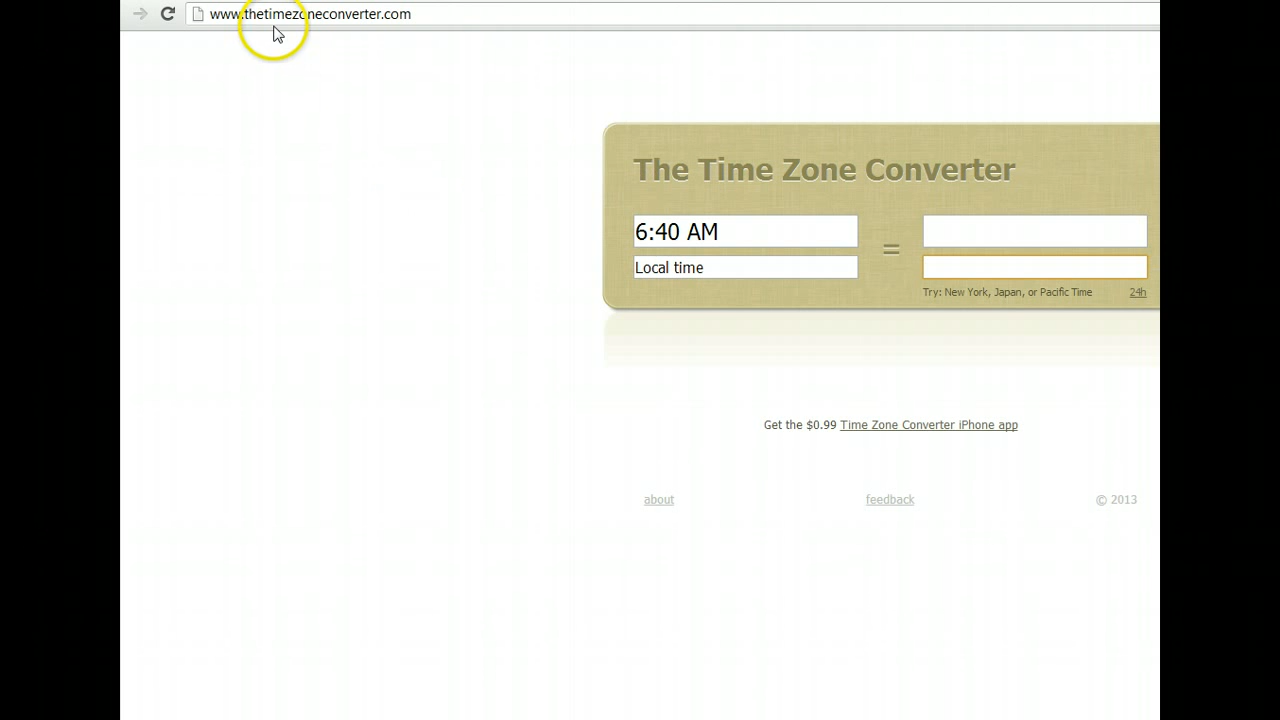 www.thetimezoneconverter.com
The Time Zone Converter
6:40 AM
=
Local time
Try: New York, Japan, or Pacific Time 24h
Get the $0.99 Time Zone Converter iPhone app
about feedback © 2013